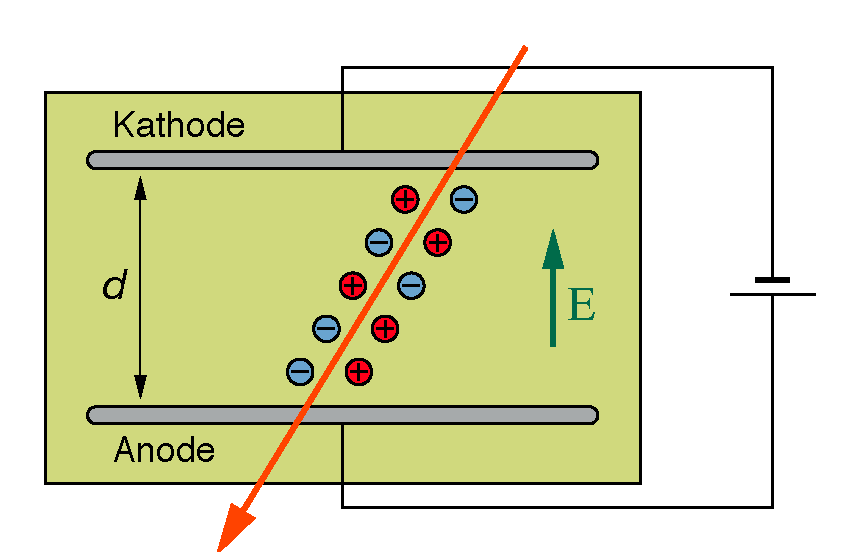 Kathode
+ −
− +
d
+ −
E
− +
− +
Anode